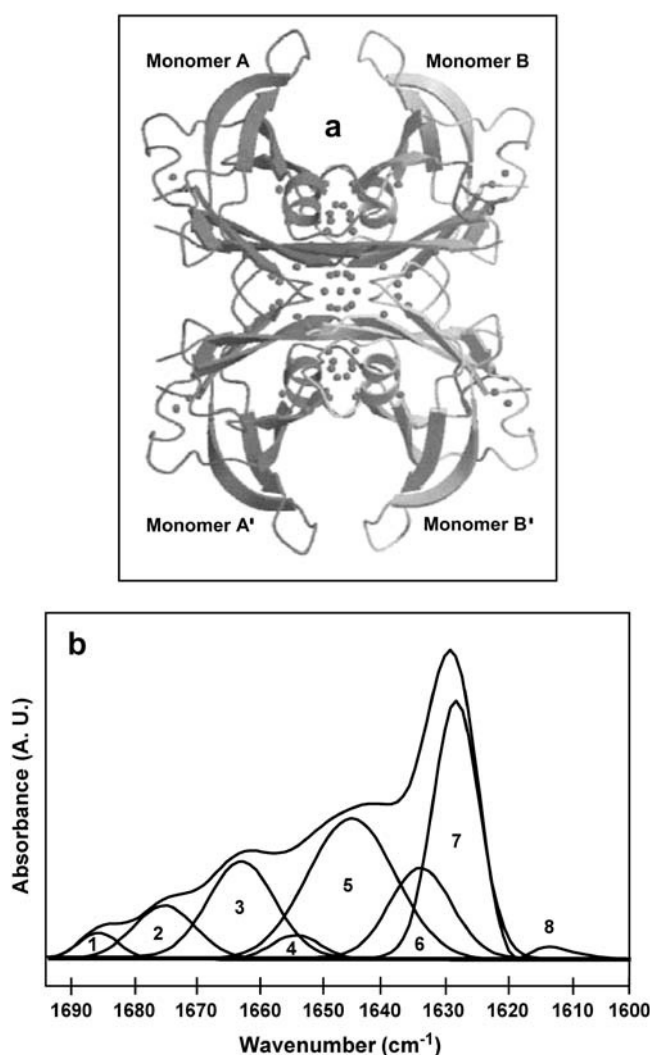 Monomer A Monomer B
a
Monomer A' Monomer B'
b
Absorbance (A. U.)
1 2 3 4 5 6 7 8
1690 1680 1670 1660 1650 1640 1630 1620 1610 1600
Wavenumber (cm⁻¹)